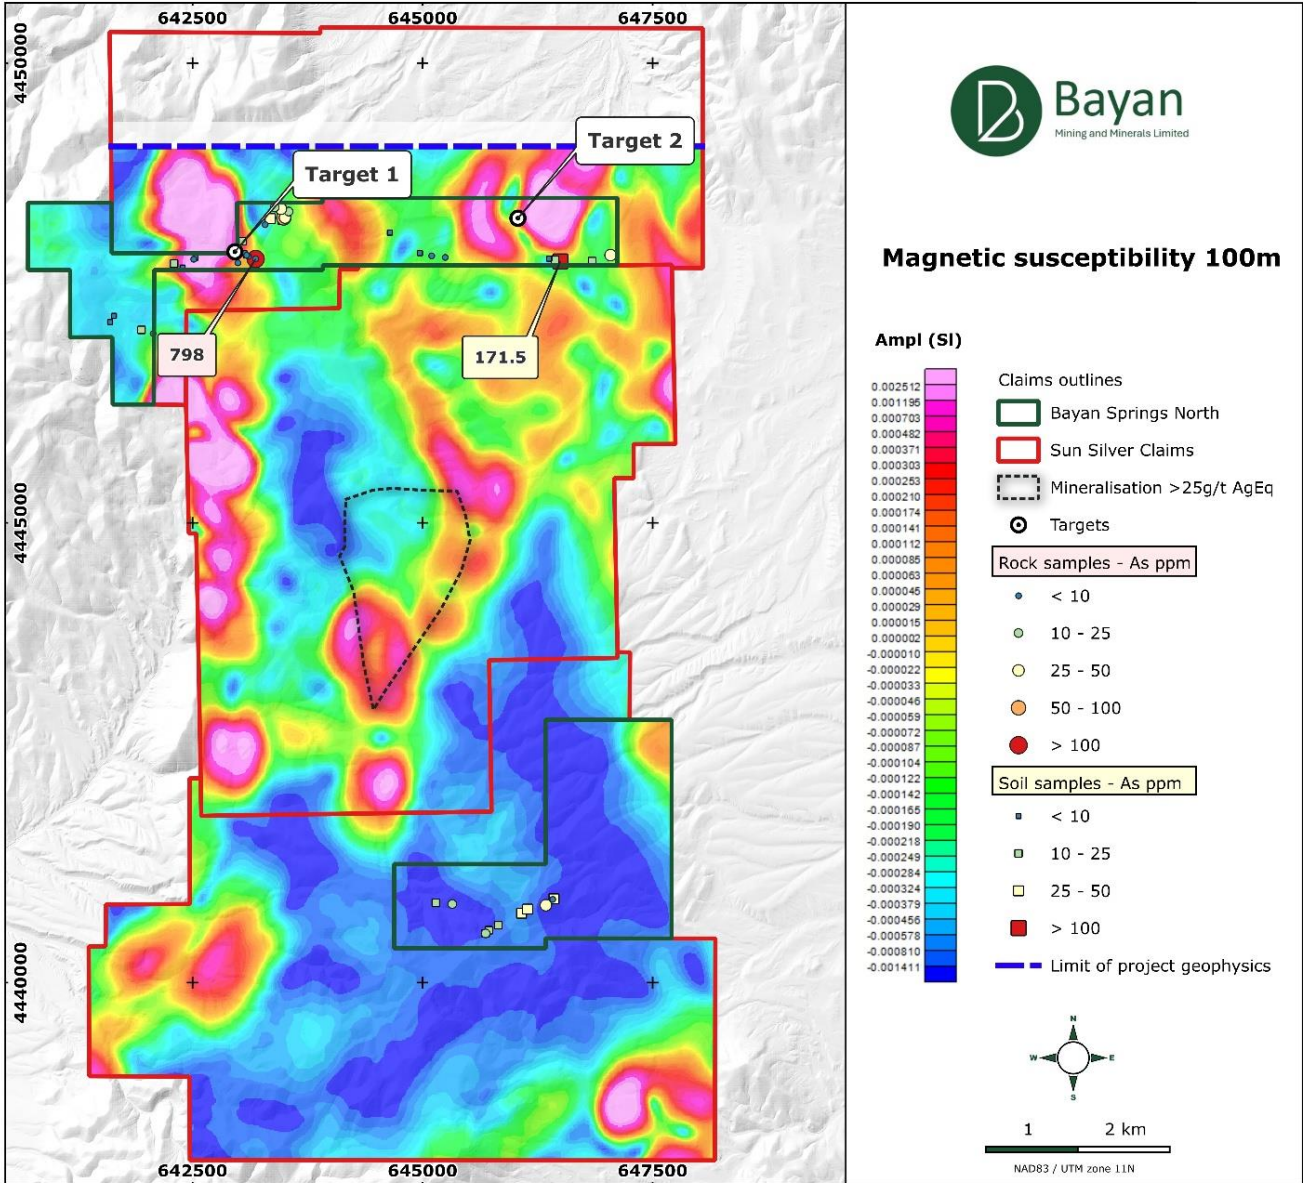 642500
645000
647500
4450000
4445000
4440000
Target 1
Target 2
798
171.5
642500
645000
647500
Bayan
Mining and Minerals Limited
Magnetic susceptibility 100m
Ampl (SI)
0.002512
0.001195
0.000703
0.000482
0.000371
0.000303
0.000253
0.000210
0.000174
0.000141
0.000112
0.000085
0.000063
0.000045
0.000029
0.000015
0.000002
-0.000010
-0.000022
-0.000033
-0.000046
-0.000059
-0.000072
-0.000087
-0.000104
-0.000122
-0.000142
-0.000165
-0.000190
-0.000218
-0.000249
-0.000284
-0.000324
-0.000379
-0.000456
-0.000578
-0.000810
-0.001411
Claims outlines
Bayan Springs North
Sun Silver Claims
Mineralisation >25g/t AgEq
Targets
Rock samples - As ppm
< 10
10 - 25
25 - 50
50 - 100
> 100
Soil samples - As ppm
< 10
10 - 25
25 - 50
> 100
Limit of project geophysics
N
W E
S
1 2 km
NAD83 / UTM zone 11N